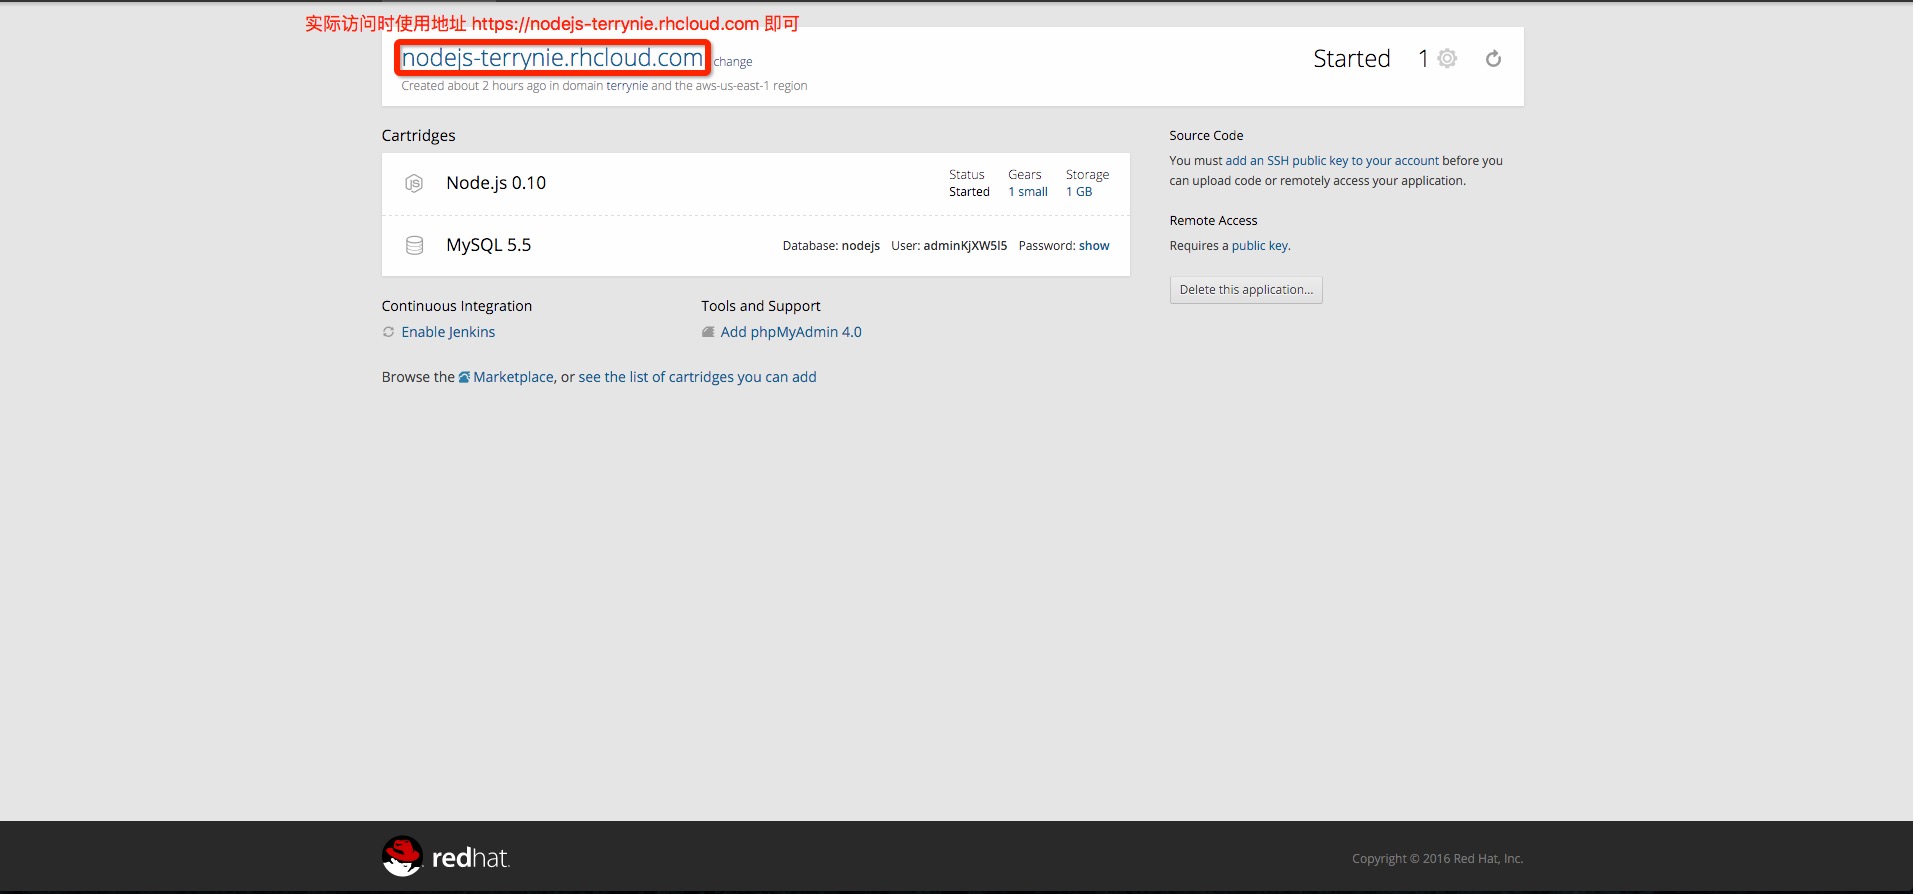 实际访问时使用地址 https://nodejs-terrynie.rhcloud.com 即可
nodejs-terrynie.rhcloud.com change
Started 1
Created about 2 hours ago in domain terrynie and the aws-us-east-1 region
Cartridges
Node.js 0.10
Status Gears Storage
Started 1 small 1 GB
MySQL 5.5
Database: nodejs User: adminKjXW5I5 Password: show
Continuous Integration
Enable Jenkins
Tools and Support
Add phpMyAdmin 4.0
Browse the Marketplace, or see the list of cartridges you can add
Source Code
You must add an SSH public key to your account before you
can upload code or remotely access your application.
Remote Access
Requires a public key.
Delete this application...
redhat.
Copyright © 2016 Red Hat, Inc.